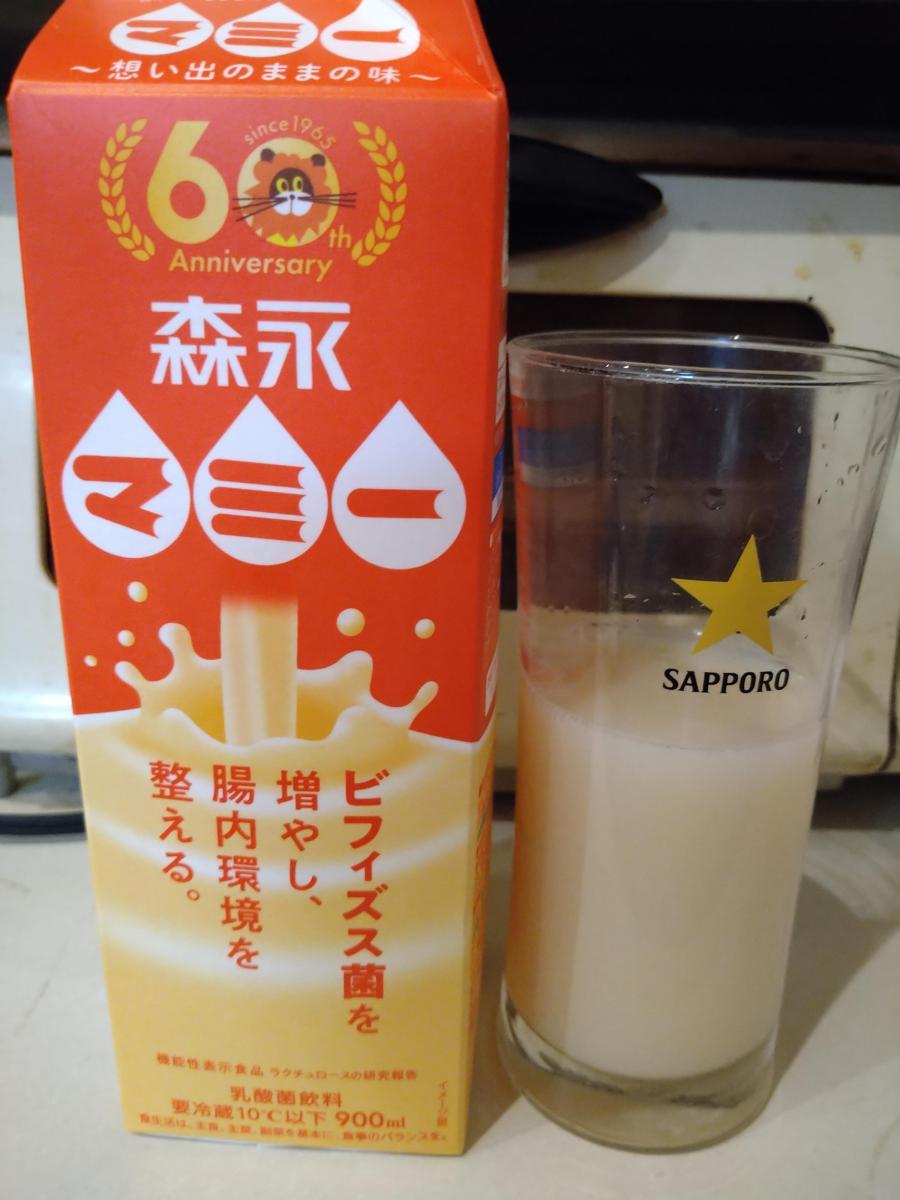 マミー
～想い出のままの味～
since1965
60th
Anniversary
森永
マミー
ビフィズス菌を
増やし、
腸内環境を
整える。
機能性表示食品 ラクチュロースの研究報告
乳酸菌飲料
要冷蔵10℃以下 900ml
食生活は、主食、主菜、副菜を基本に、食事のバランスを。
イメージ図
SAPPORO